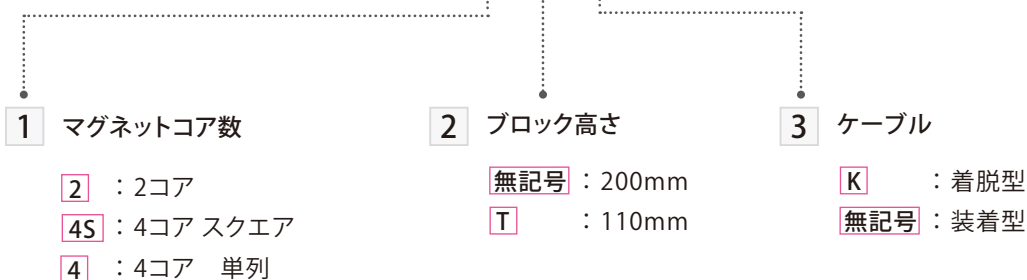 1 マグネットコア数
2 ：2コア
4S ：4コア スクエア
4 ：4コア　単列
2 ブロック高さ
無記号 ：200mm
T ：110mm
3 ケーブル
K ：着脱型
無記号 ：装着型